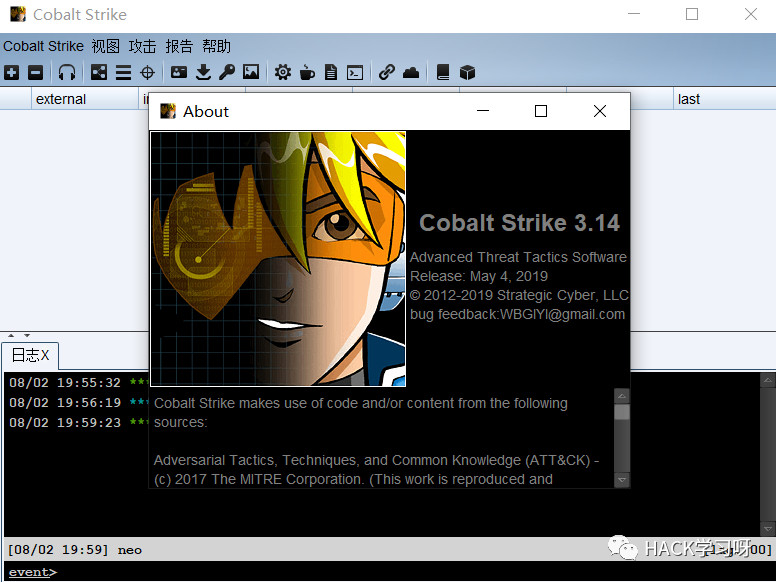 Cobalt Strike
Cobalt Strike 视图 攻击 报告 帮助
external
last
About
Cobalt Strike 3.14
Advanced Threat Tactics Software
Release: May 4, 2019
© 2012-2019 Strategic Cyber, LLC
bug feedback:WBGlYl@gmail.com
日志X
08/02 19:55:32 **
08/02 19:56:19 **
08/02 19:59:23 **
Cobalt Strike makes use of code and/or content from the following
sources:
Adversarial Tactics, Techniques, and Common Knowledge (ATT&CK) -
(c) 2017 The MITRE Corporation. (This work is reproduced and
[08/02 19:59] neo
HACK学习呀
00]
event>